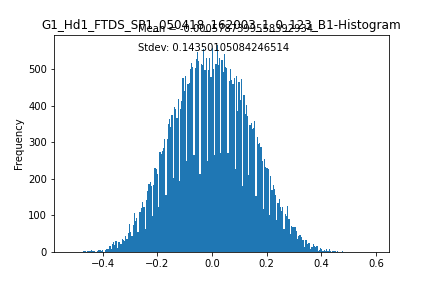 G1_Hd1_FTDS_SP1_050418_162003-1_0_123_B1-Histogram
Mean =
Stdev: 0.14350105084246514
500
400
300
200
100
0
Frequency
−0.4 −0.2 0.0 0.2 0.4 0.6